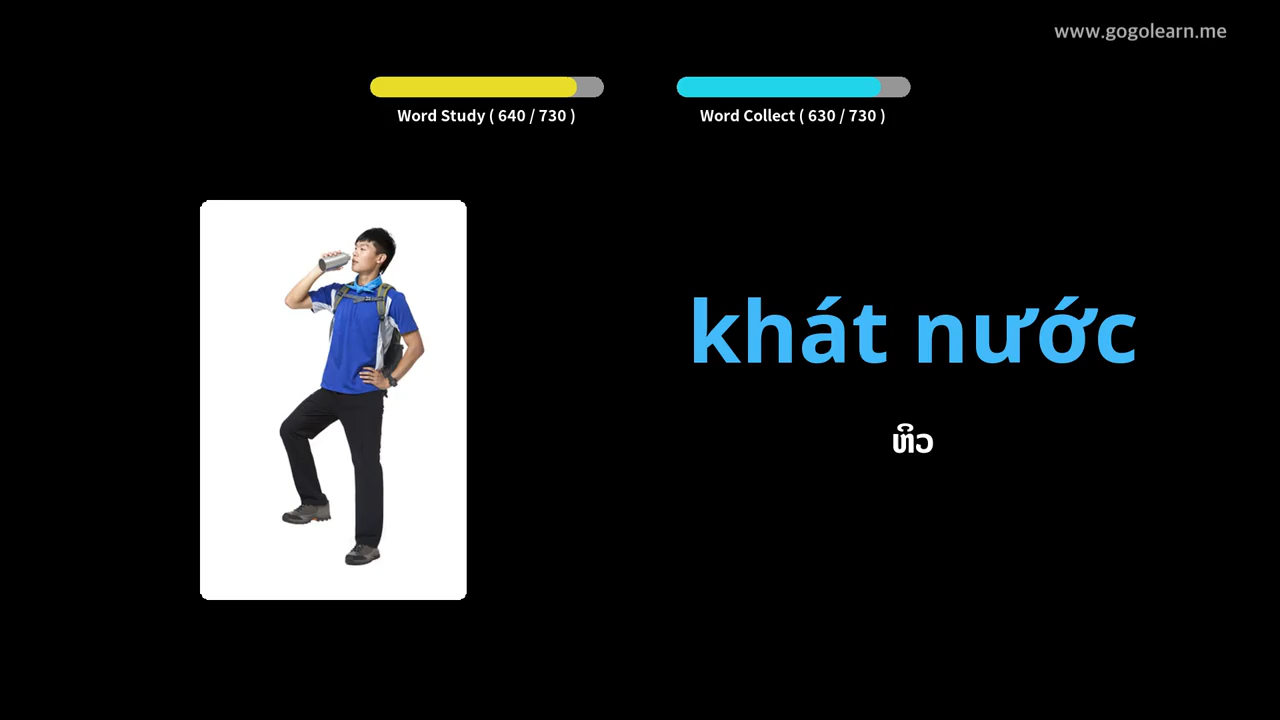 www.gogolearn.me
Word Study ( 640 / 730 )
Word Collect ( 630 / 730 )
khát nước
ຫິວ